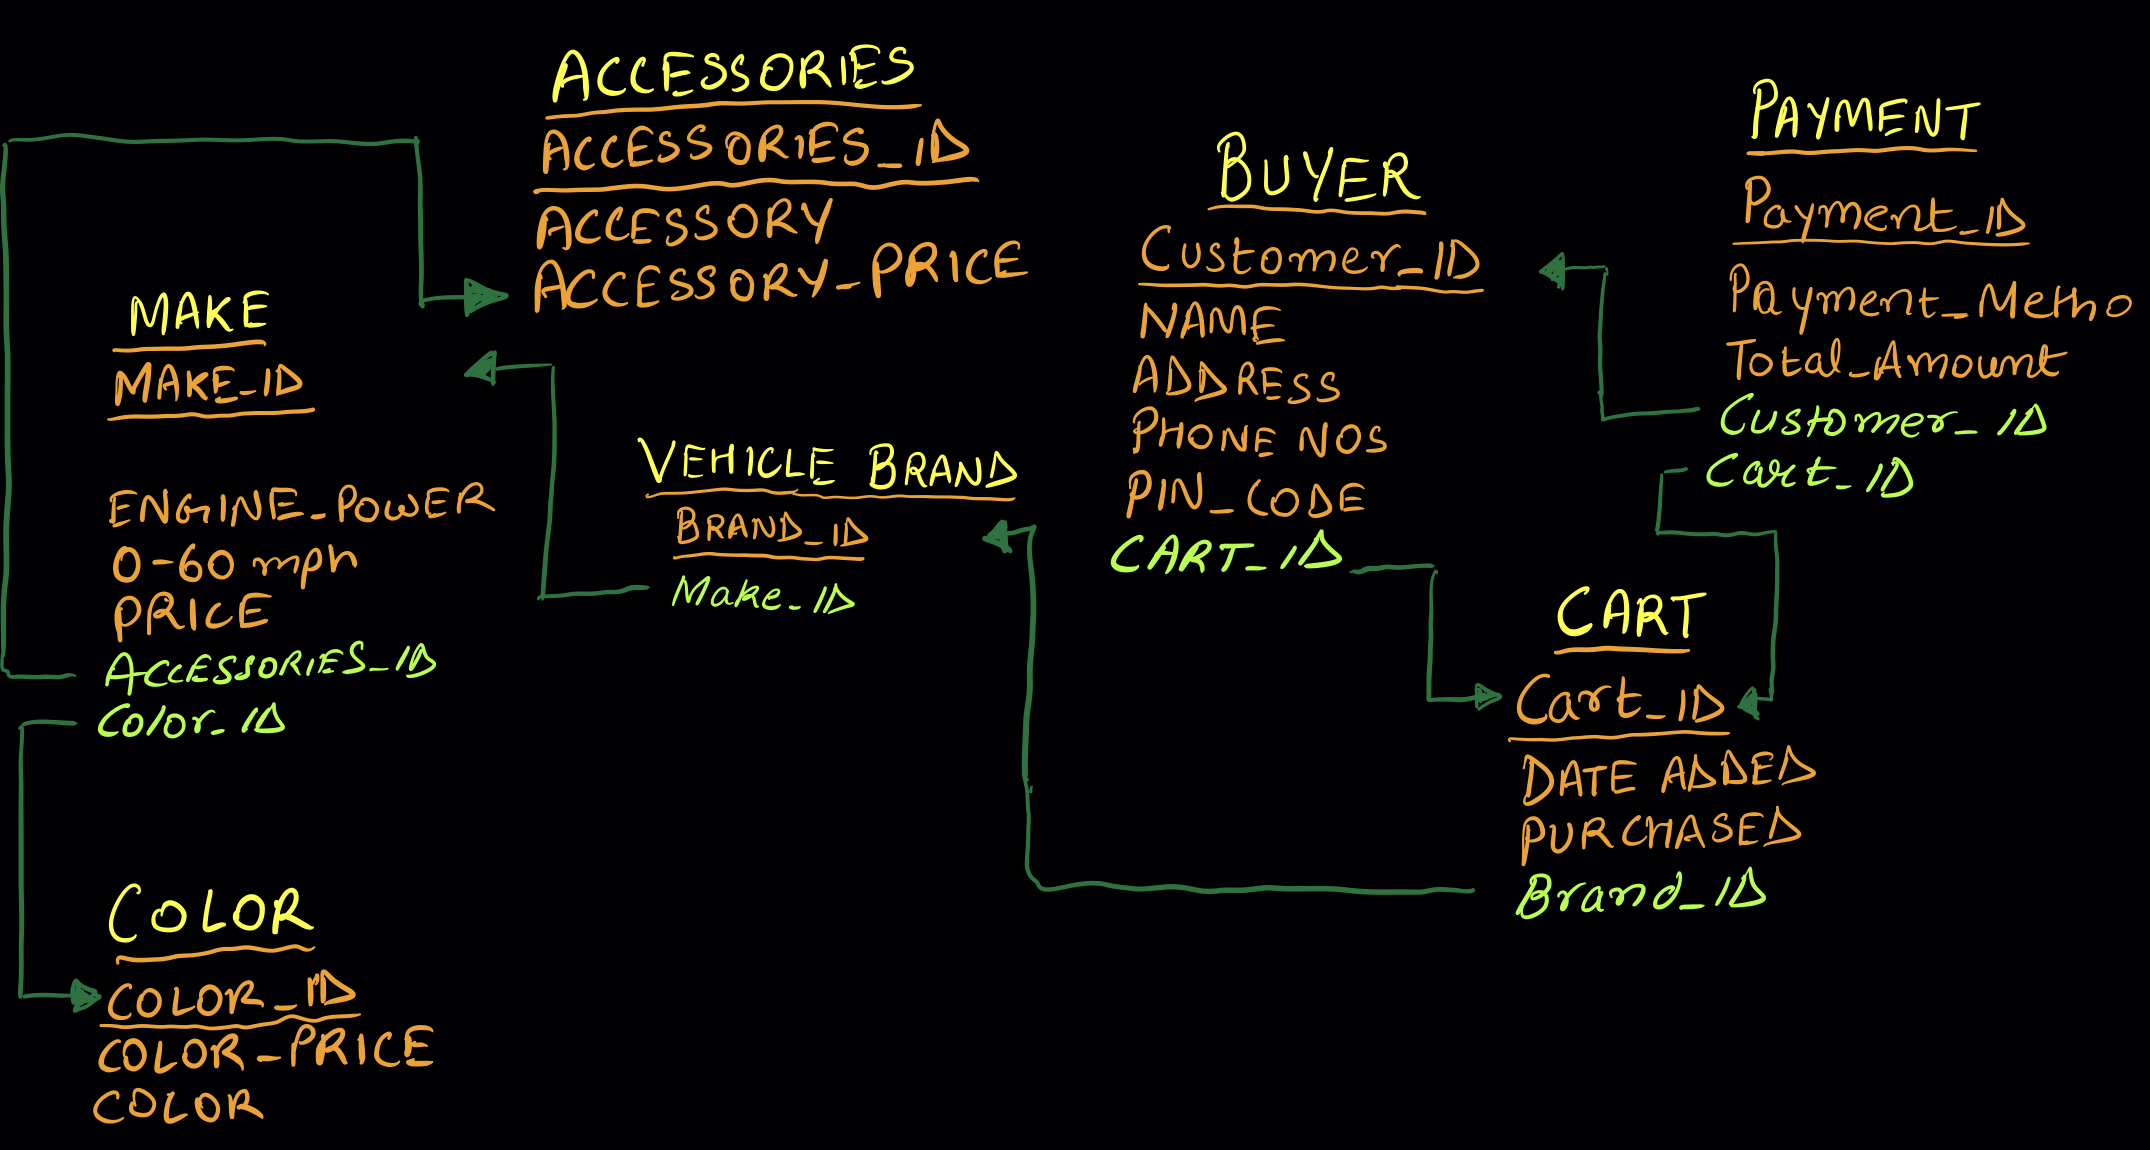 ACCESSORIES
ACCESSORIES_ID
ACCESSORY
ACCESSORY-PRICE
MAKE
MAKE_ID
ENGINE_POWER
0-60 mph
PRICE
ACCESSORIES_ID
Color_ID
COLOR
COLOR_ID
COLOR-PRICE
COLOR
VEHICLE BRAND
BRAND_ID
Make_ID
BUYER
Customer_ID
NAME
ADDRESS
PHONE NOS
PIN_CODE
CART_ID
PAYMENT
Payment_ID
Payment_Metho
Total_Amount
Customer_ID
Cart_ID
CART
Cart_ID
DATE ADDED
PURCHASED
Brand_ID